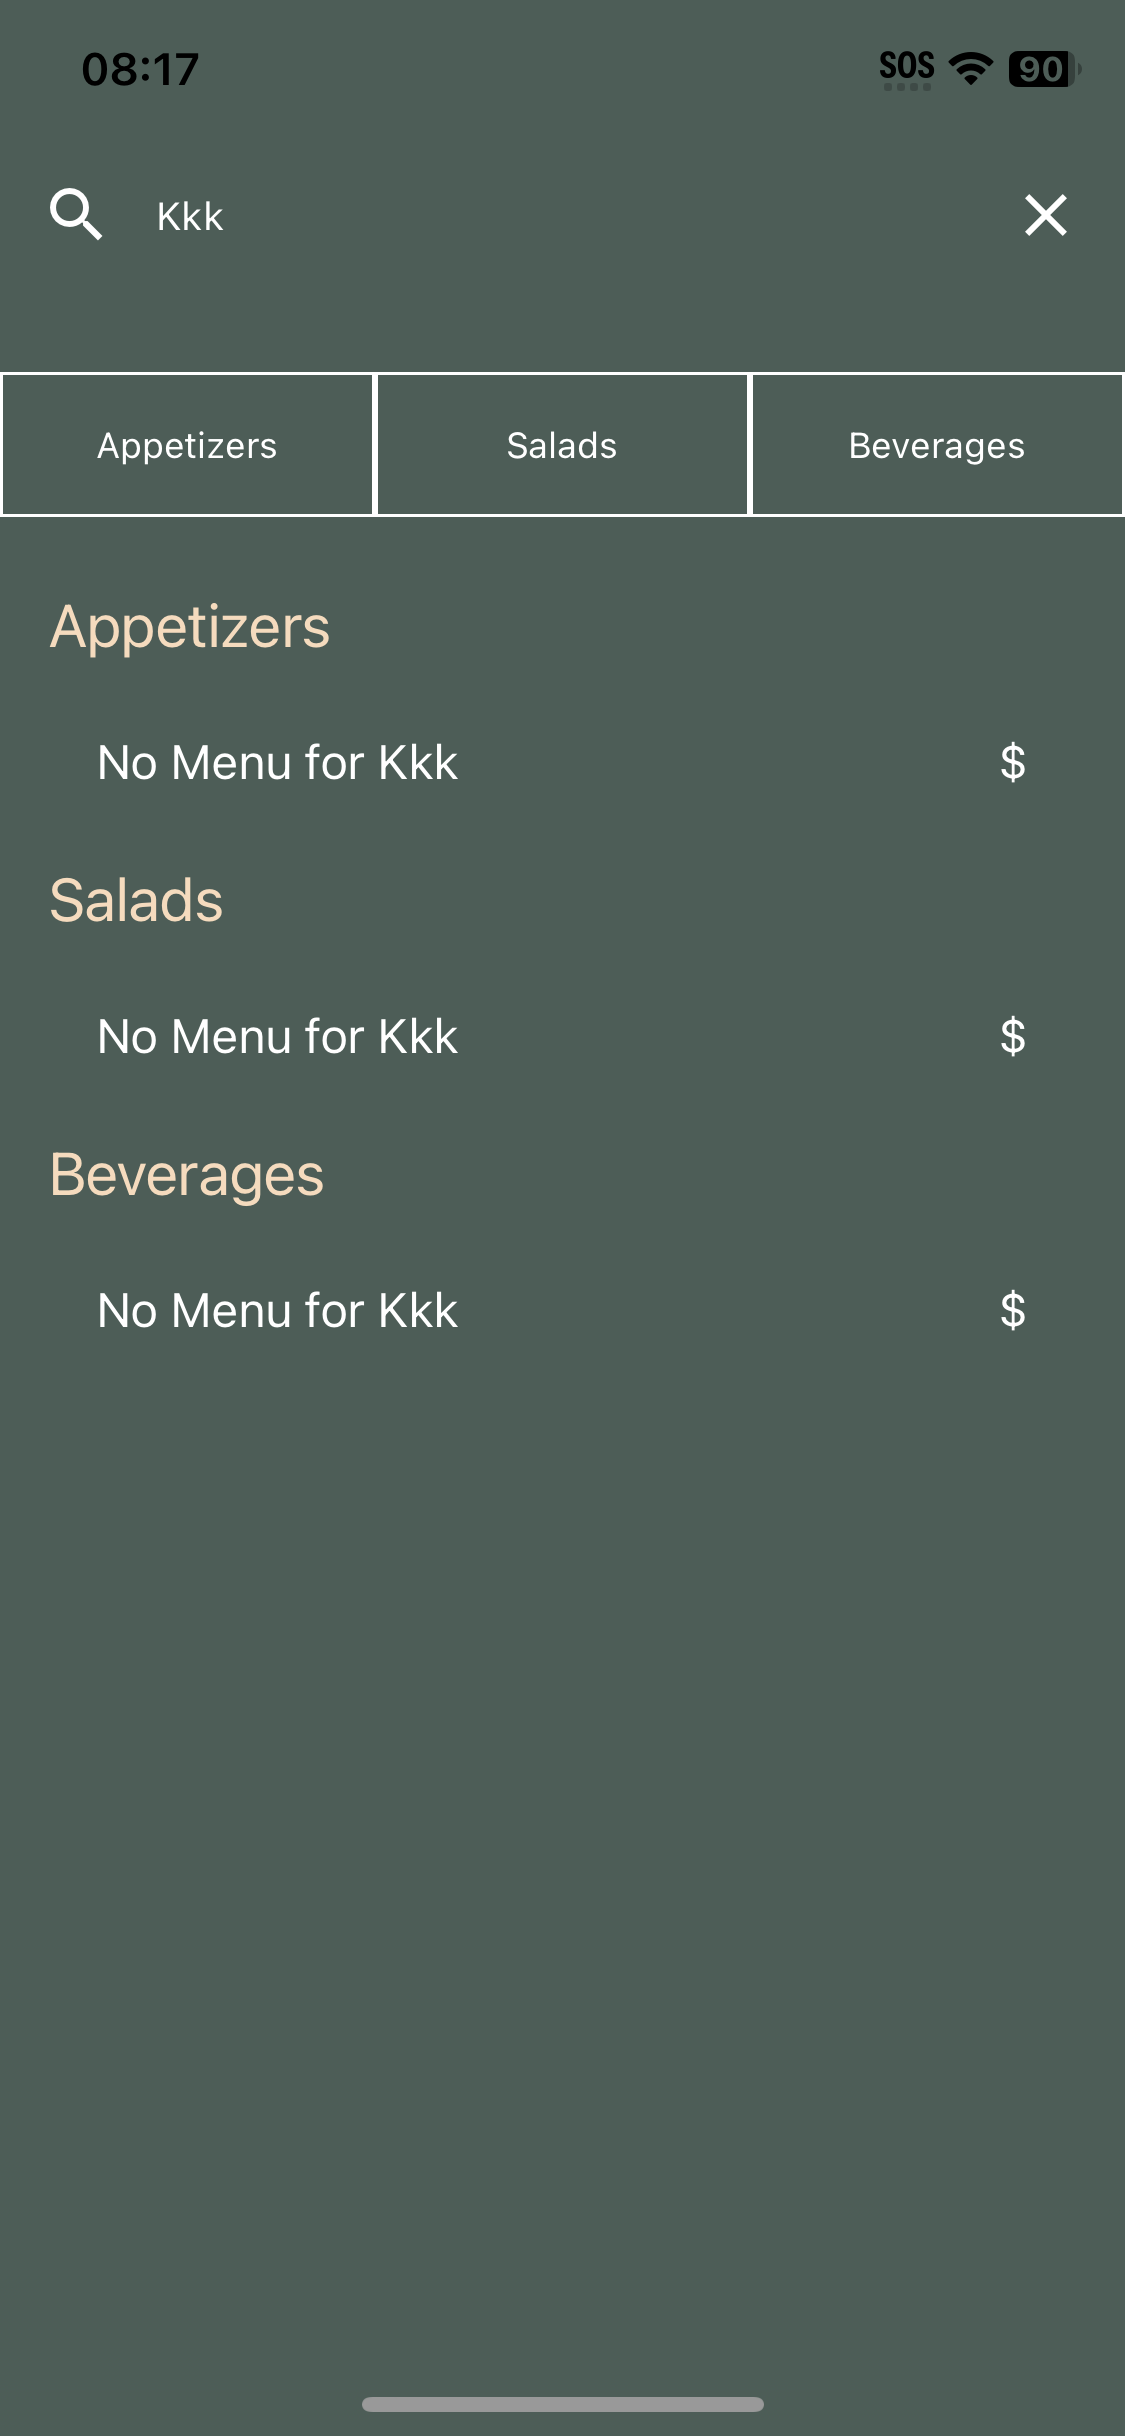 08:17 SOS 90
Kkk
Appetizers Salads Beverages
Appetizers
No Menu for Kkk $
Salads
No Menu for Kkk $
Beverages
No Menu for Kkk $